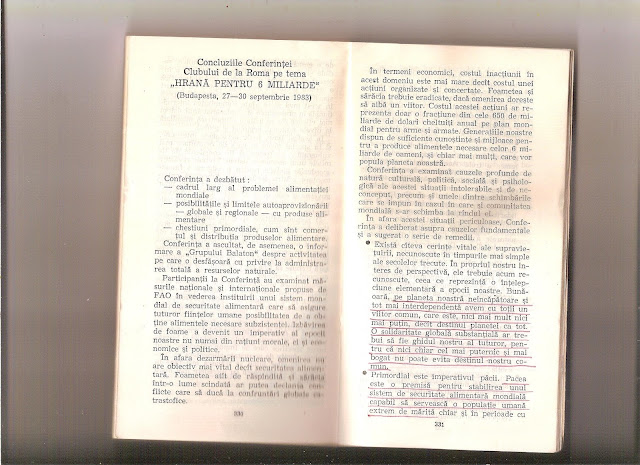 Concluziile Conferinței
Clubului de la Roma pe tema
„HRANĂ PENTRU 6 MILIARDE“
(Budapesta, 27—30 septembrie 1983)
Conferința a dezbătut :
— cadrul larg al problemei alimentației
mondiale
— posibilitățile și limitele autoaprovizionării
— globale și regionale — cu produse ali-
mentare
— chestiuni primordiale, cum sînt comer-
țul și distribuția produselor alimentare.
Conferința a ascultat, de asemenea, o infor-
mare a „Grupului Balaton“ despre activitatea
pe care o desfășoară cu privire la administra-
rea totală a resurselor naturale.
Participanții la Conferință au examinat mă-
surile naționale și internaționale propuse de
FAO în vederea instituirii unui sistem mon-
dial de securitate alimentară care să asigure
tuturor ființelor umane posibilitatea de a ob-
ține alimentele necesare subzistenței. Izbăvirea
de foame a devenit un imperativ al epocii
noastre nu numai din rațiuni morale, ci și eco-
nomice și politice.
În afara dezarmării nucleare, omenirea nu
are obiectiv mai vital decît securitatea alimen-
tară. Foametea atît de răspîndită și sărăcia
într-o lume scindată ar putea declanșa con-
flicte care să ducă la confruntări globale ca-
tastrofice.
330
În termeni economici, costul inacțiunii în
acest domeniu este mai mare decît costul unei
acțiuni organizate și concertate. Foametea și
sărăcia trebuie eradicate, dacă omenirea dorește
să aibă un viitor. Costul acestei acțiuni ar re-
prezenta doar o fracțiune din cele 650 de mi-
liarde de dolari cheltuiți anual pe plan mon-
dial pentru arme și armate. Generațiile noastre
dispun de suficiente cunoștințe și mijloace pen-
tru a produce alimentele necesare celor 6 mi-
liarde de oameni, și chiar mai mulți, care vor
popula planeta noastră.
Conferința a examinat cauzele profunde de
natură culturală, politică, socială și psiholo-
gică ale acestei situații intolerabile și de ne-
conceput, precum și unele dintre schimbările
care se impun în cazul în care și comunitatea
mondială s-ar schimba la rîndul ei.
În afara acestei situații periculoase, Confe-
rința a deliberat asupra cauzelor fundamentale
și a sugerat o serie de remedii.
• Există cîteva cerințe vitale ale supravie-
țuirii, necunoscute în timpurile mai simple
ale secolelor trecute. În propriul nostru in-
teres de perspectivă, ele trebuie acum re-
cunoscute, ceea ce reprezintă o înțelep-
ciune elementară a epocii noastre. Bună-
oară, pe planeta noastră neîncăpătoare și
tot mai interdependentă avem cu toții un
viitor comun, care este, nici mai mult nici
mai puțin, decît destinul planetei ca tot.
O solidaritate globală substanțială ar tre-
bui să fie ghidul nostru al tuturor, pen-
tru că nici chiar cel mai puternic și mai
bogat nu poate evita destinul nostru co-
mun.
• Primordial este imperativul păcii. Pacea
este o premisă pentru stabilirea unui
sistem de securitate alimentară mondială
capabil să servească o populație umană
extrem de mărită chiar și în perioade cu
331